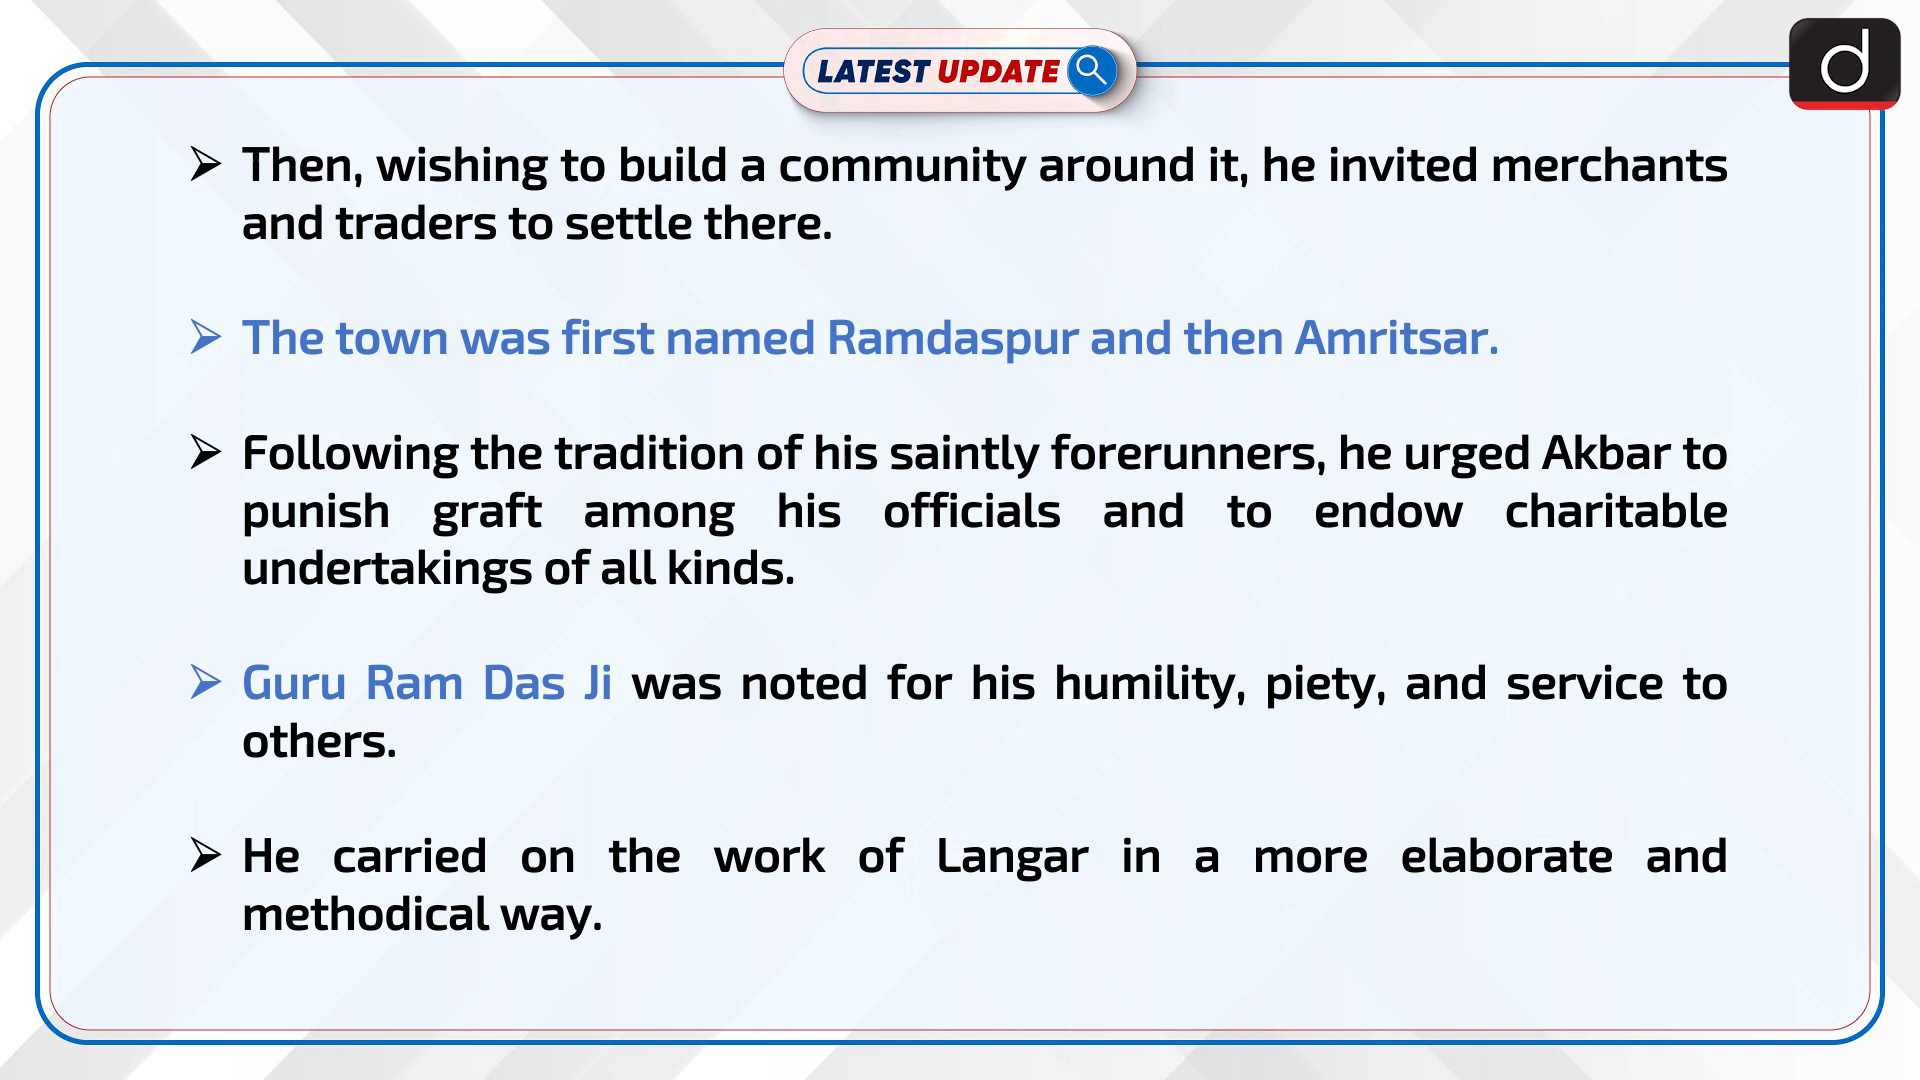 LATEST UPDATE
d
➢ Then, wishing to build a community around it, he invited merchants
and traders to settle there.
➢ The town was first named Ramdaspur and then Amritsar.
➢ Following the tradition of his saintly forerunners, he urged Akbar to
punish graft among his officials and to endow charitable
undertakings of all kinds.
➢ Guru Ram Das Ji was noted for his humility, piety, and service to
others.
➢ He carried on the work of Langar in a more elaborate and
methodical way.